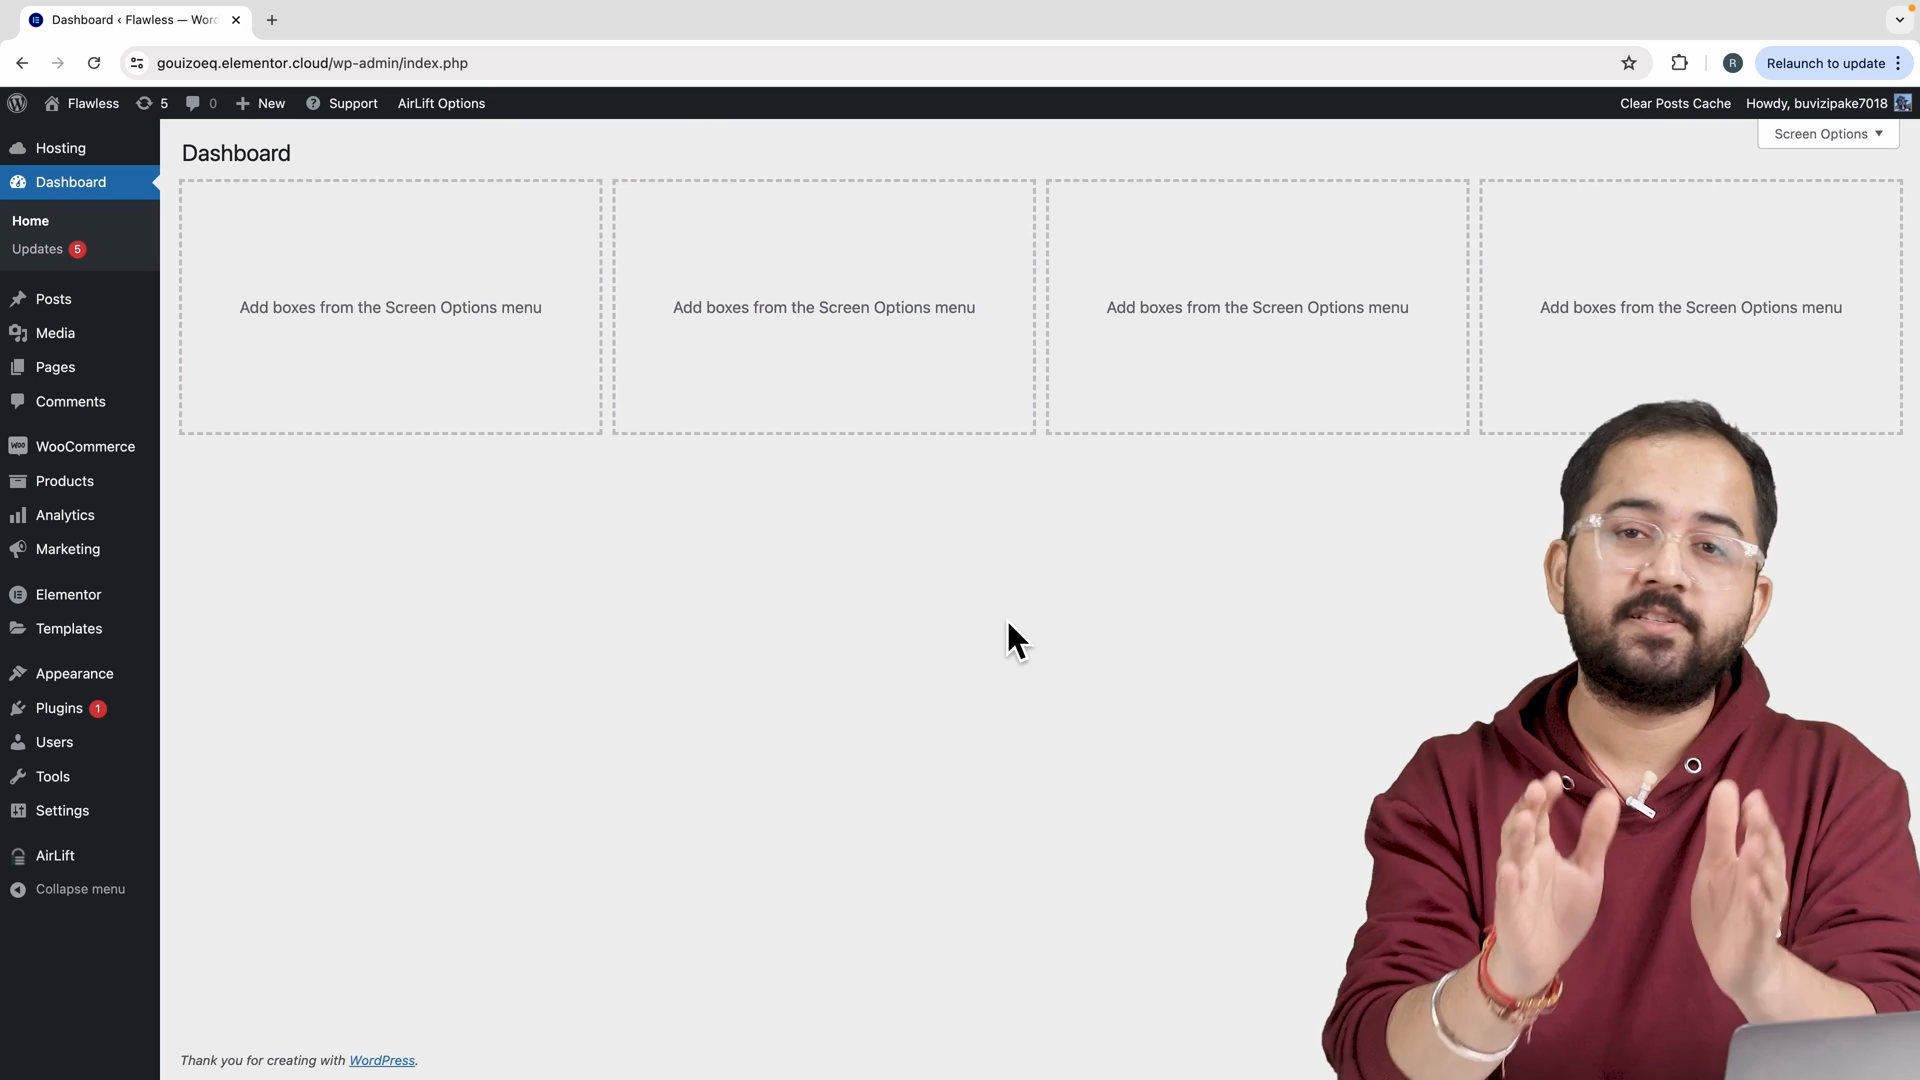 Dashboard ‹ Flawless — Word
gouizoeq.elementor.cloud/wp-admin/index.php
R
Relaunch to update
Flawless
5
0
New
Support
AirLift Options
Clear Posts Cache
Howdy, buvizipake7018
Hosting
Dashboard
Home
Updates 5
Posts
Media
Pages
Comments
Woo WooCommerce
Products
Analytics
Marketing
Elementor
Templates
Appearance
Plugins 1
Users
Tools
Settings
AirLift
Collapse menu
Screen Options
Dashboard
Add boxes from the Screen Options menu
Add boxes from the Screen Options menu
Add boxes from the Screen Options menu
Add boxes from the Screen Options menu
Thank you for creating with WordPress.